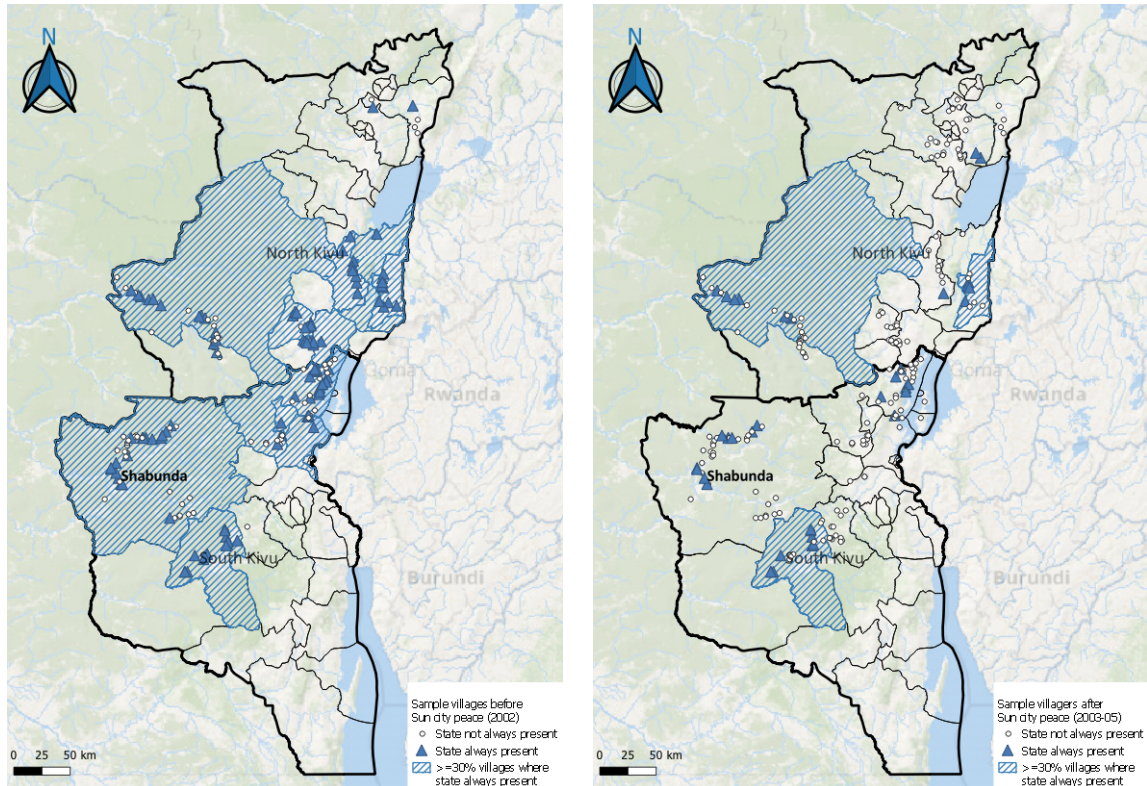 N
North Kivu
Goma
Rwanda
Shabunda
South Kivu
Burundi
Sample villages before
Sun city peace (2002)
State not always present
State always present
>=30% villages where
state always present
0 25 50 km
N
North Kivu
Goma
Rwanda
Shabunda
South Kivu
Burundi
Sample villagers after
Sun city peace (2003-05)
State not always present
State always present
>=30% villages where
state always present
0 25 50 km